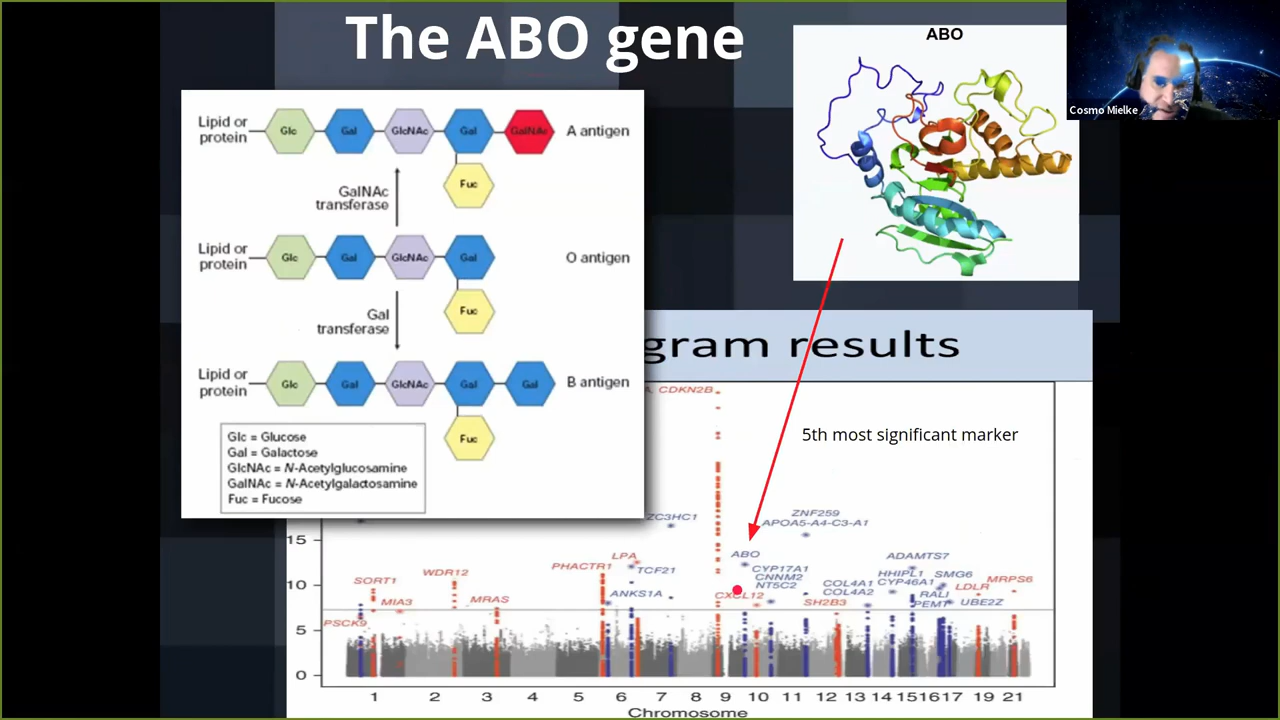 The ABO gene
ABO
Cosmo Mielke
Lipid or
protein
Glc
Gal
GlcNAc
Gal
GalNAc
A antigen
Fuc
GalNAc
transferase
Lipid or
protein
Glc
Gal
GlcNAc
Gal
O antigen
Fuc
Gal
transferase
Lipid or
protein
Glc
Gal
GlcNAc
Gal
Gal
B antigen
Fuc
Glc = Glucose
Gal = Galactose
GlcNAc = N-Acetylglucosamine
GalNAc = N-Acetylgalactosamine
Fuc = Fucose
gram results
A, CDKN2B
5th most significant marker
ZC3HC1
ZNF259
APOA5-A4-C3-A1
15
LPA
ABO
ADAMTS7
PHACTR1
TCF21
CYP17A1
CNNM2
NT5C2
WDR12
SORT1
10
ANKS1A
COL4A1
COL4A2
HHIPL1
CYP46A1
SMG6
MRPS6
LDLR
MIA3
MRAS
CXCL12
SH2B3
RALI
PEMT
UBE2Z
PSCK9
5
0
1 2 3 4 5 6 7 8 9 10 11 12 13 14 15 16 17 19 21
Chromosome